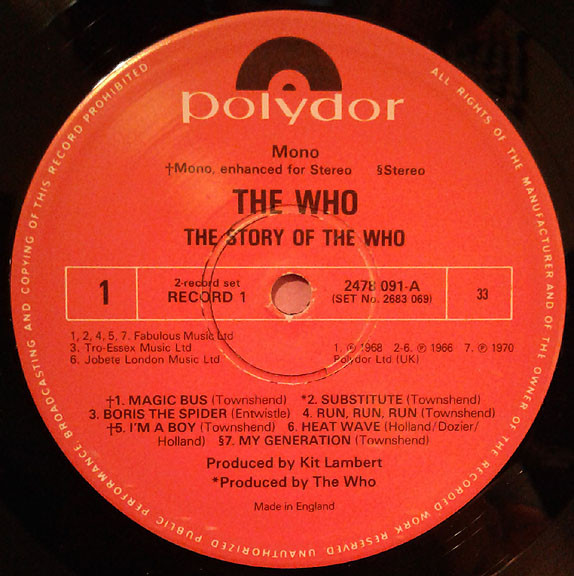 polydor
Mono
†Mono, enhanced for Stereo §Stereo
THE WHO
THE STORY OF THE WHO
1
2-record set
RECORD 1
2478 091-A
(SET No. 2683 069)
33
1, 2, 4, 5, 7. Fabulous Music Ltd
3. Tro-Essex Music Ltd
6. Jobete London Music Ltd
1. ℗ 1968 2-6. ℗ 1966 7. ℗ 1970
Polydor Ltd (UK)
†1. MAGIC BUS (Townshend) *2. SUBSTITUTE (Townshend)
3. BORIS THE SPIDER (Entwistle) 4. RUN, RUN, RUN (Townshend)
†5. I'M A BOY (Townshend) 6. HEAT WAVE (Holland/Dozier/
Holland) §7. MY GENERATION (Townshend)
Produced by Kit Lambert
*Produced by The Who
Made in England
ALL RIGHTS OF THE MANUFACTURER AND OF THE OWNER OF THE RECORDED WORK RESERVED UNAUTHORIZED PUBLIC PERFORMANCE BROADCASTING AND COPYING OF THIS RECORD PROHIBITED